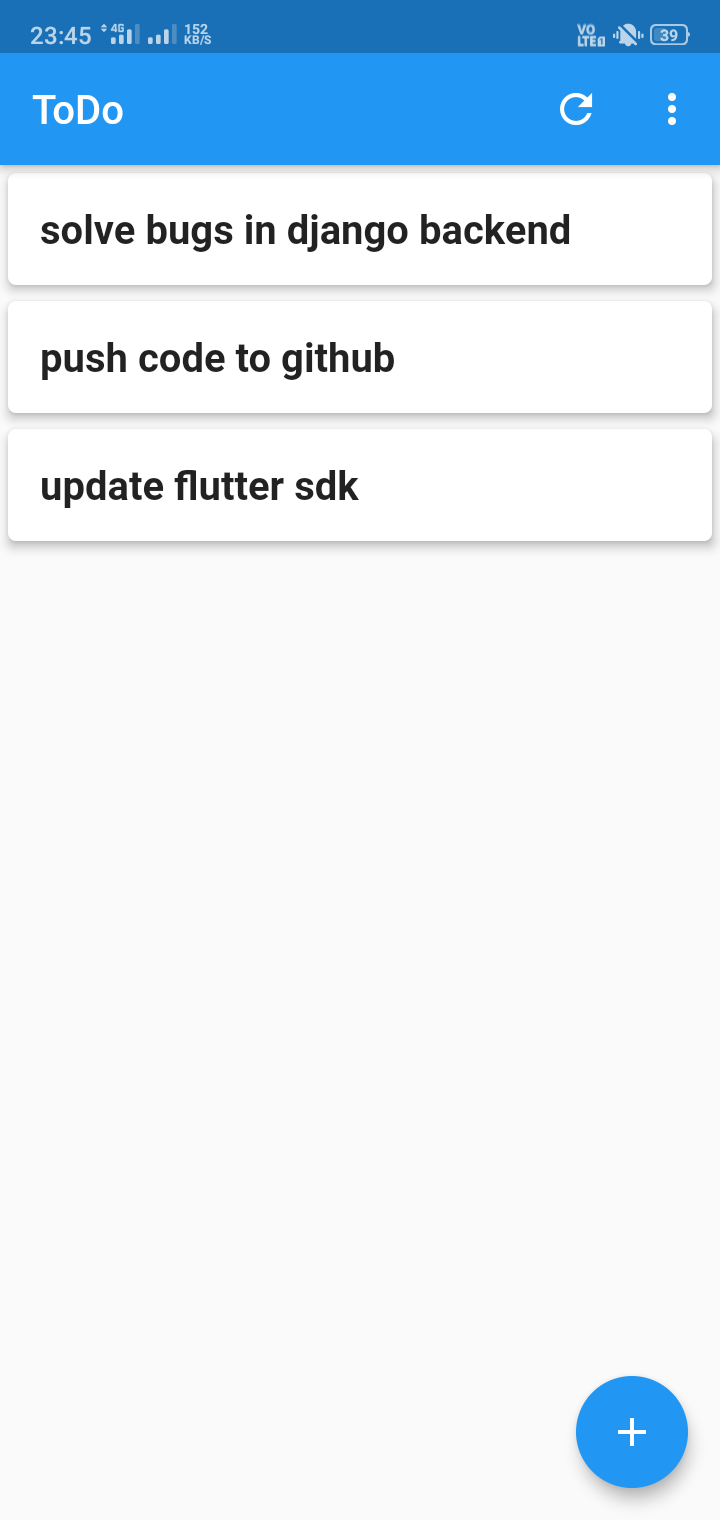 23:45 4G 152 KB/S VO LTE1 39
ToDo
solve bugs in django backend
push code to github
update flutter sdk